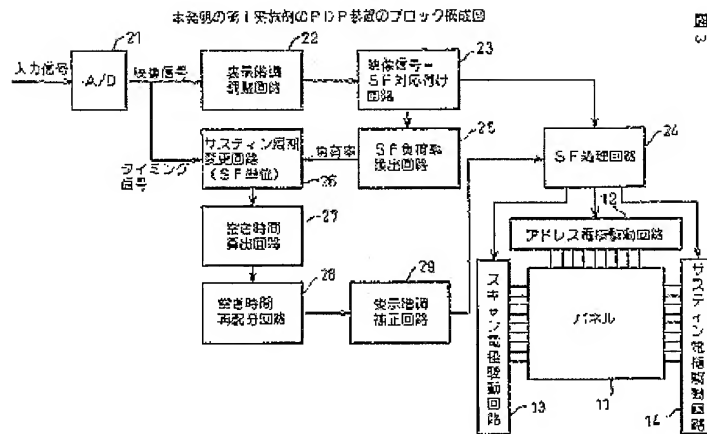 本発明の第1実施例のPDP装置のブロック構成図
図3
21
22
23
入力信号
A/D
映像信号
表示階調
調整回路
映像信号-
SF対応付け
回路
タイミング
信号
サスティン周期
変更回路
(SF単位)
26
負荷率
SF負荷率
検出回路
25
SF処理回路
24
空き時間
算出回路
27
12
アドレス電極駆動回路
空き時間
再配分回路
28
表示階調
補正回路
29
スキャン電極駆動回路
13
パネル
11
サスティン電極駆動回路
14